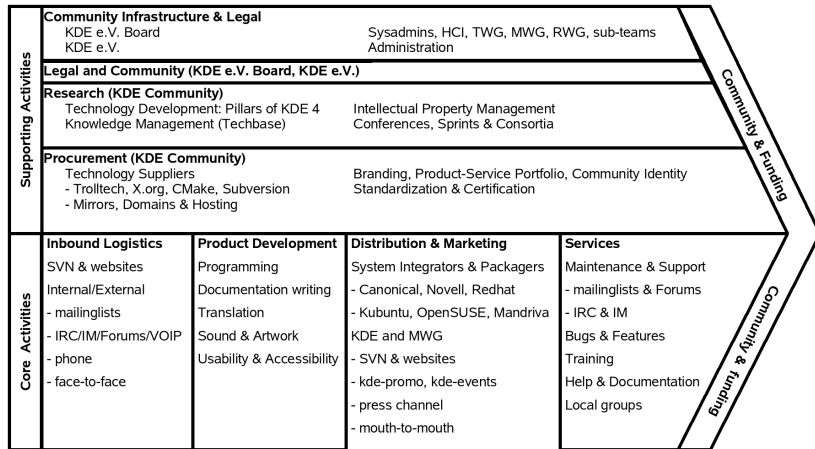 Supporting Activities
Community Infrastructure & Legal
KDE e.V. Board
Sysadmins, HCI, TWG, MWG, RWG, sub-teams
KDE e.V.
Administration
Legal and Community (KDE e.V. Board, KDE e.V.)
Research (KDE Community)
Technology Development: Pillars of KDE 4
Intellectual Property Management
Knowledge Management (Techbase)
Conferences, Sprints & Consortia
Procurement (KDE Community)
Technology Suppliers
Branding, Product-Service Portfolio, Community Identity
- Trolltech, X.org, CMake, Subversion
Standardization & Certification
- Mirrors, Domains & Hosting
Community & Funding
Core Activities
Inbound Logistics
SVN & websites
Internal/External
- mailinglists
- IRC/IM/Forums/VOIP
- phone
- face-to-face
Product Development
Programming
Documentation writing
Translation
Sound & Artwork
Usability & Accessibility
Distribution & Marketing
System Integrators & Packagers
- Canonical, Novell, Redhat
- Kubuntu, OpenSUSE, Mandriva
KDE and MWG
- SVN & websites
- kde-promo, kde-events
- press channel
- mouth-to-mouth
Services
Maintenance & Support
- mailinglists & Forums
- IRC & IM
Bugs & Features
Training
Help & Documentation
Local groups
Community & funding